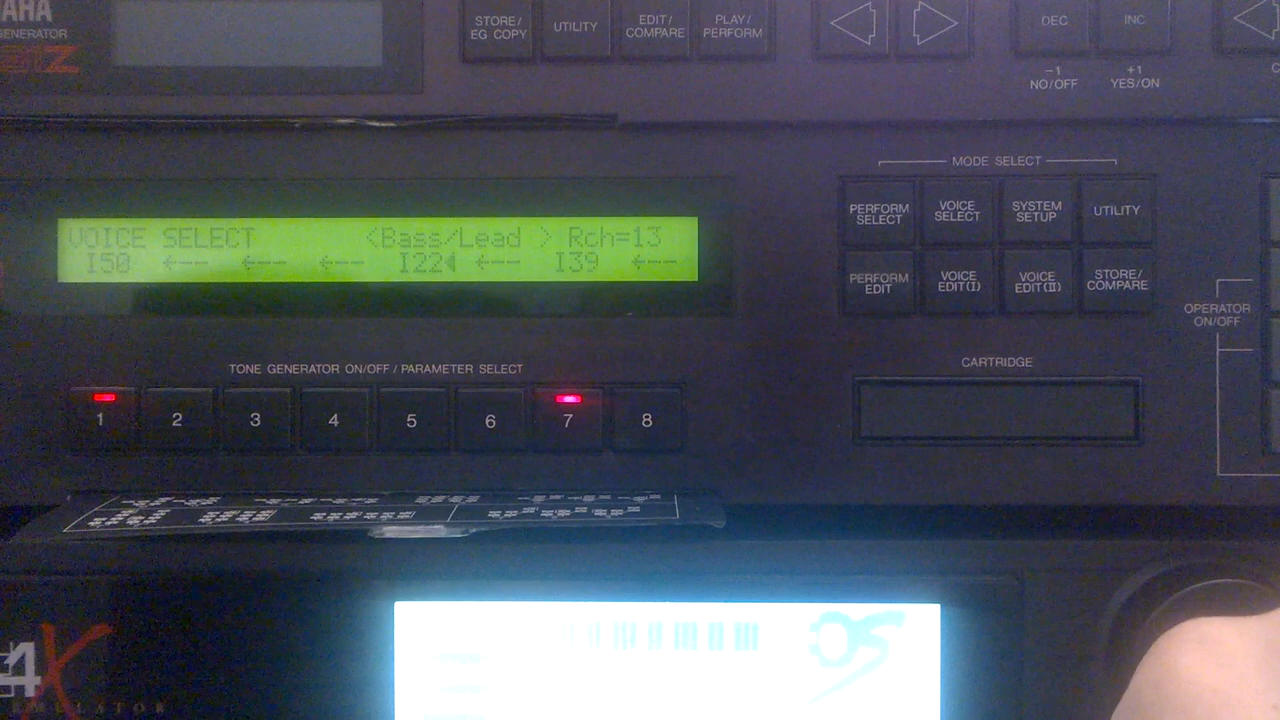 AHA
GENERATOR
STORE/
EG COPY
UTILITY
EDIT/
COMPARE
PLAY/
PERFORM
DEC
INC
-1
NO/OFF
+1
YES/ON
MODE SELECT
PERFORM
SELECT
VOICE
SELECT
SYSTEM
SETUP
UTILITY
PERFORM
EDIT
VOICE
EDIT(I)
VOICE
EDIT(II)
STORE/
COMPARE
VOICE SELECT <Bass/Lead > Rch=13
I50 ←--- ←--- ←--- I22◀ ←--- I39 ←---
OPERATOR
ON/OFF
TONE GENERATOR ON/OFF / PARAMETER SELECT
CARTRIDGE
1 2 3 4 5 6 7 8
4X
EMULATOR